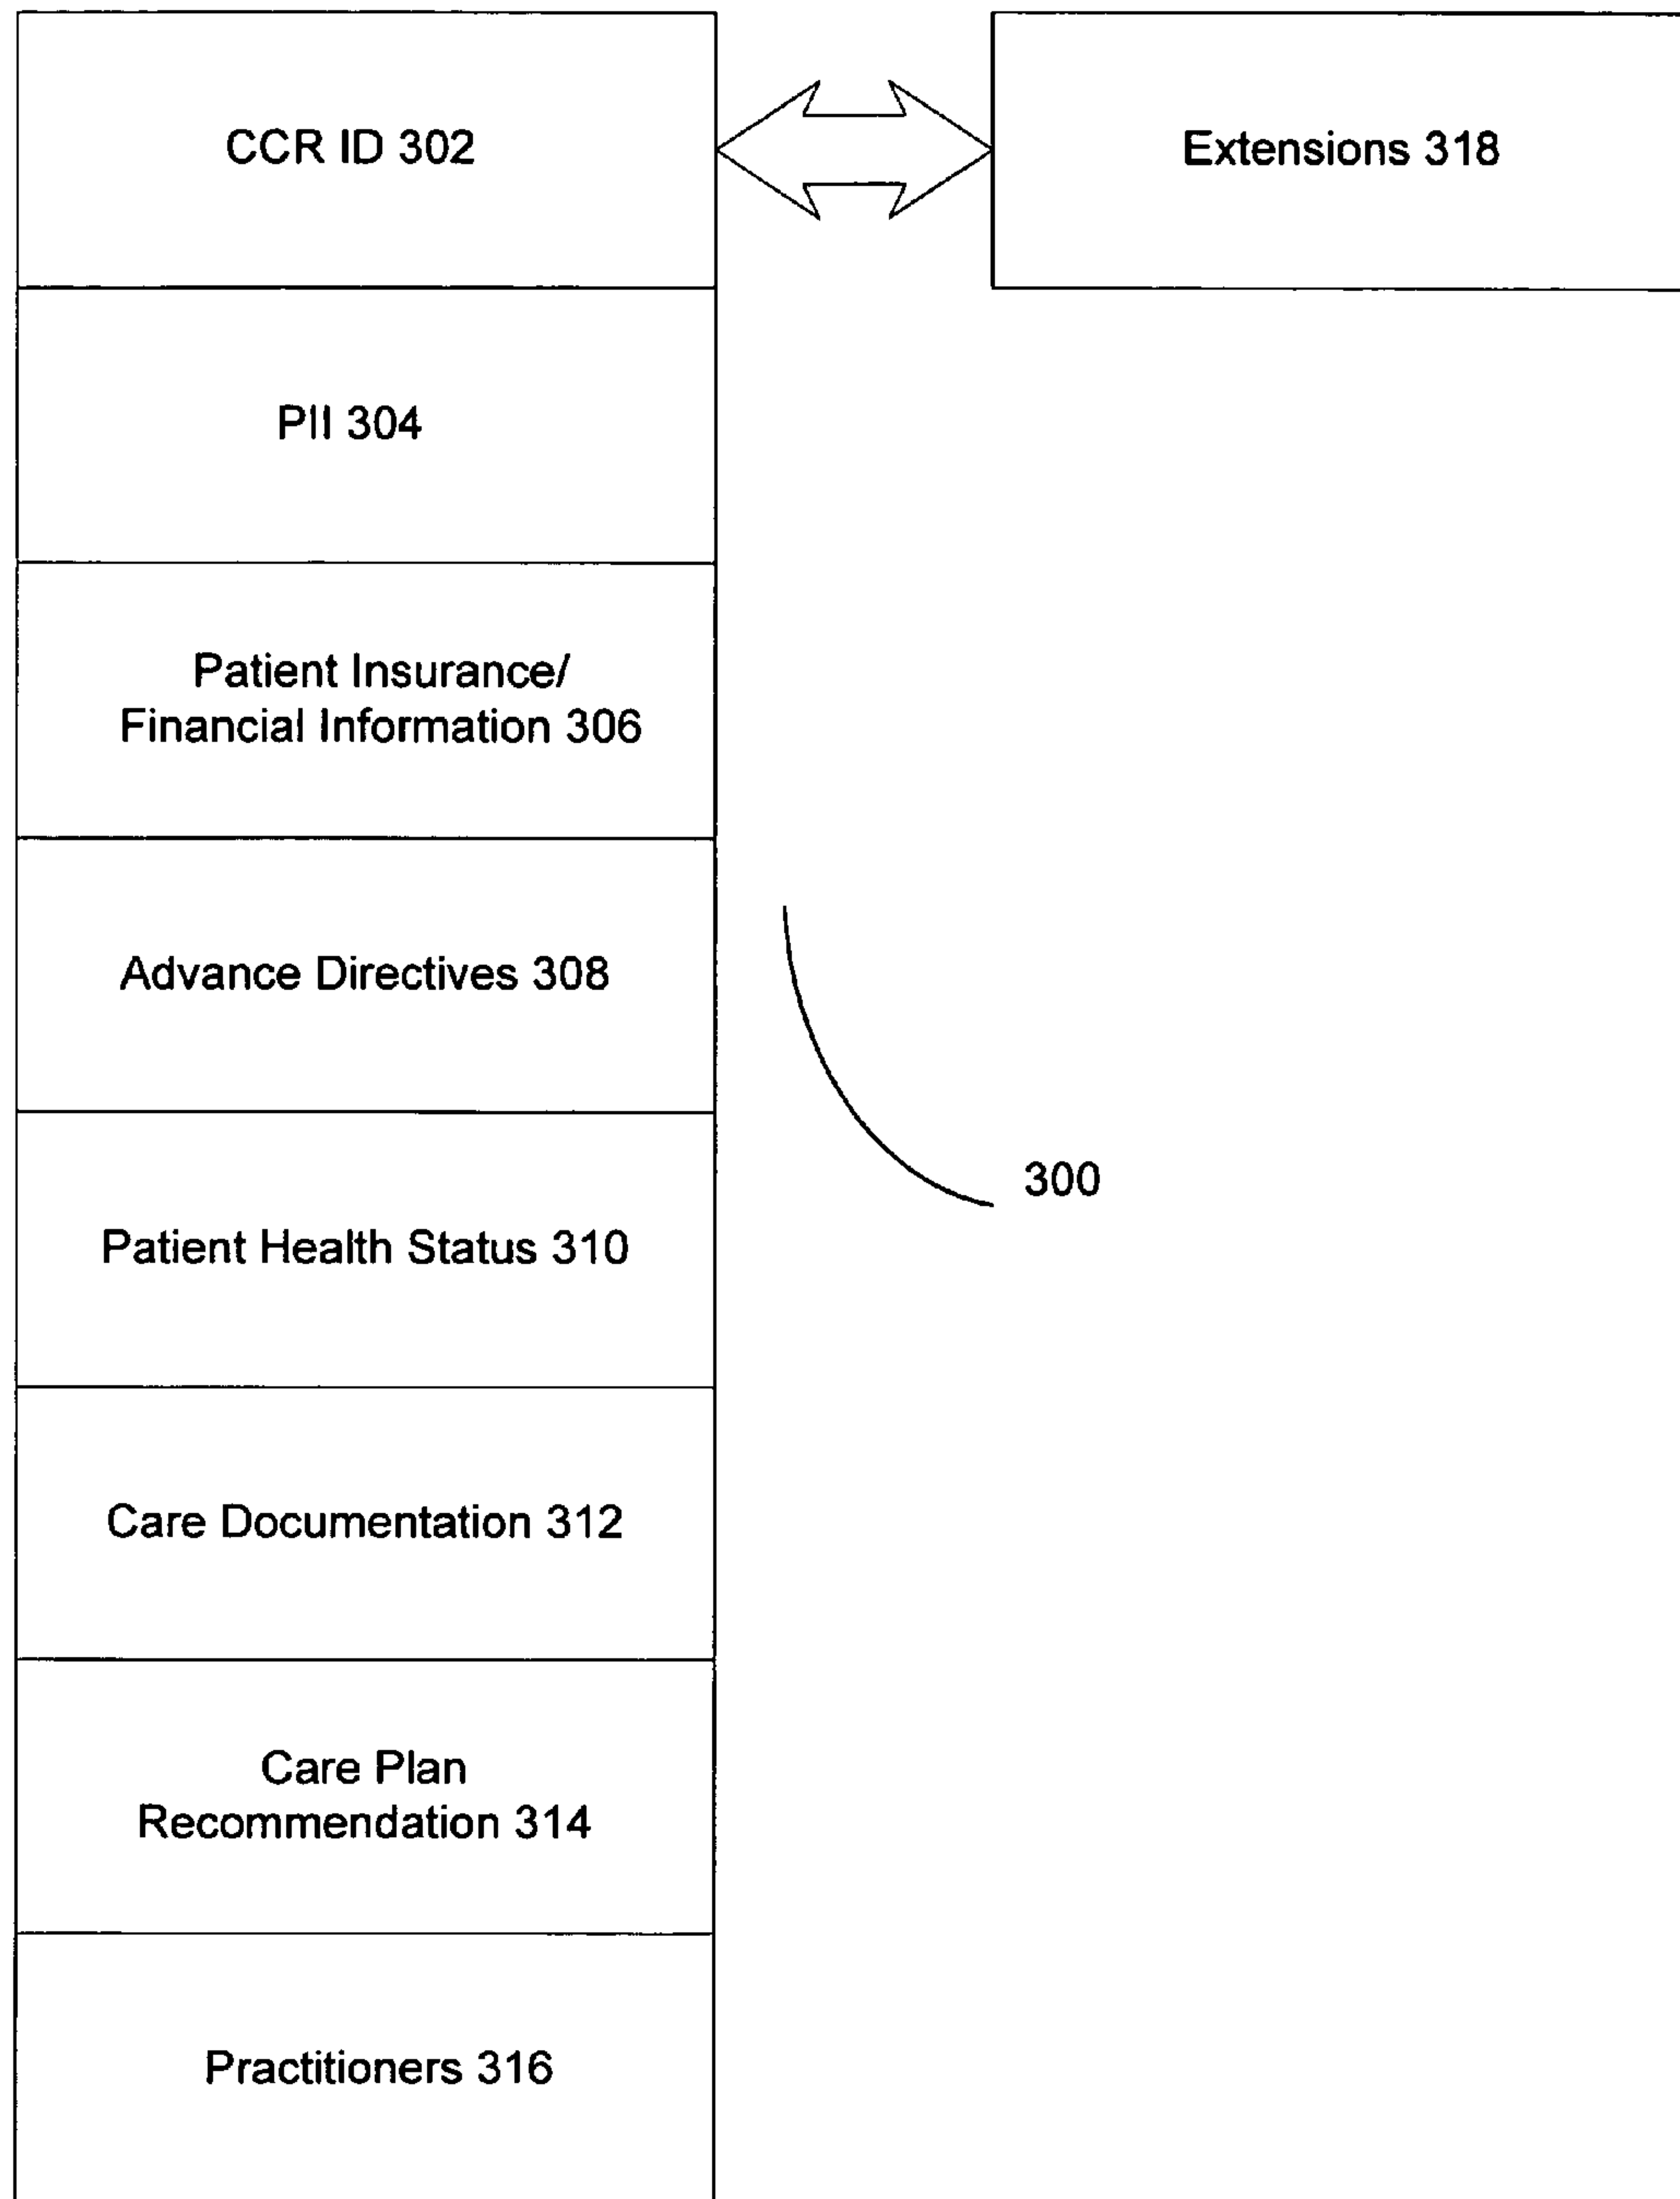 CCR ID 302
Extensions 318
PII 304
Patient Insurance/
Financial Information 306
Advance Directives 308
300
Patient Health Status 310
Care Documentation 312
Care Plan
Recommendation 314
Practitioners 316